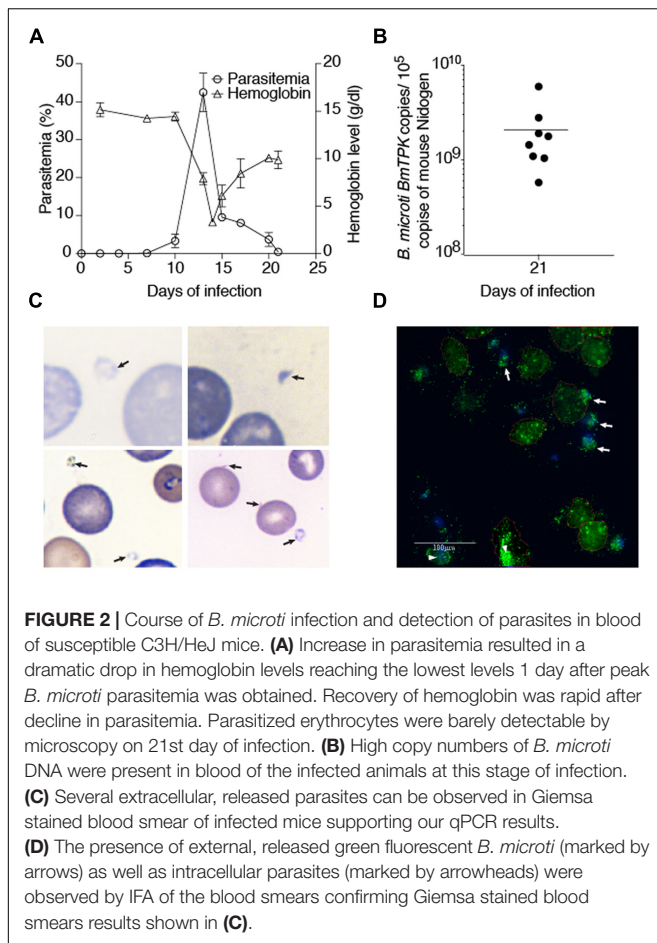 A
Parasitemia (%)
50
40
30
20
10
0
Parasitemia
Hemoglobin
20
15
10
5
0
Hemoglobin level (g/dl)
0 5 10 15 20 25
Days of infection
B
B. microti BmTPK copies/ 10^5
copise of mouse Nidogen
10^10
10^9
10^8
21
Days of infection
C
D
100μm
FIGURE 2 | Course of B. microti infection and detection of parasites in blood
of susceptible C3H/HeJ mice. (A) Increase in parasitemia resulted in a
dramatic drop in hemoglobin levels reaching the lowest levels 1 day after peak
B. microti parasitemia was obtained. Recovery of hemoglobin was rapid after
decline in parasitemia. Parasitized erythrocytes were barely detectable by
microscopy on 21st day of infection. (B) High copy numbers of B. microti
DNA were present in blood of the infected animals at this stage of infection.
(C) Several extracellular, released parasites can be observed in Giemsa
stained blood smear of infected mice supporting our qPCR results.
(D) The presence of external, released green fluorescent B. microti (marked by
arrows) as well as intracellular parasites (marked by arrowheads) were
observed by IFA of the blood smears confirming Giemsa stained blood
smears results shown in (C).